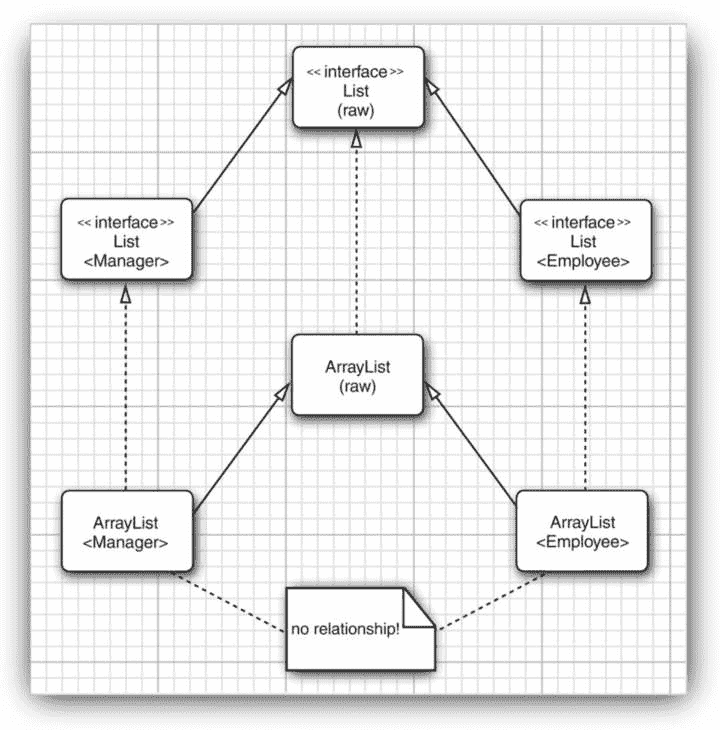 << interface >>
List
(raw)
<< interface >>
List
<Manager>
<< interface >>
List
<Employee>
ArrayList
(raw)
ArrayList
<Manager>
ArrayList
<Employee>
no relationship!